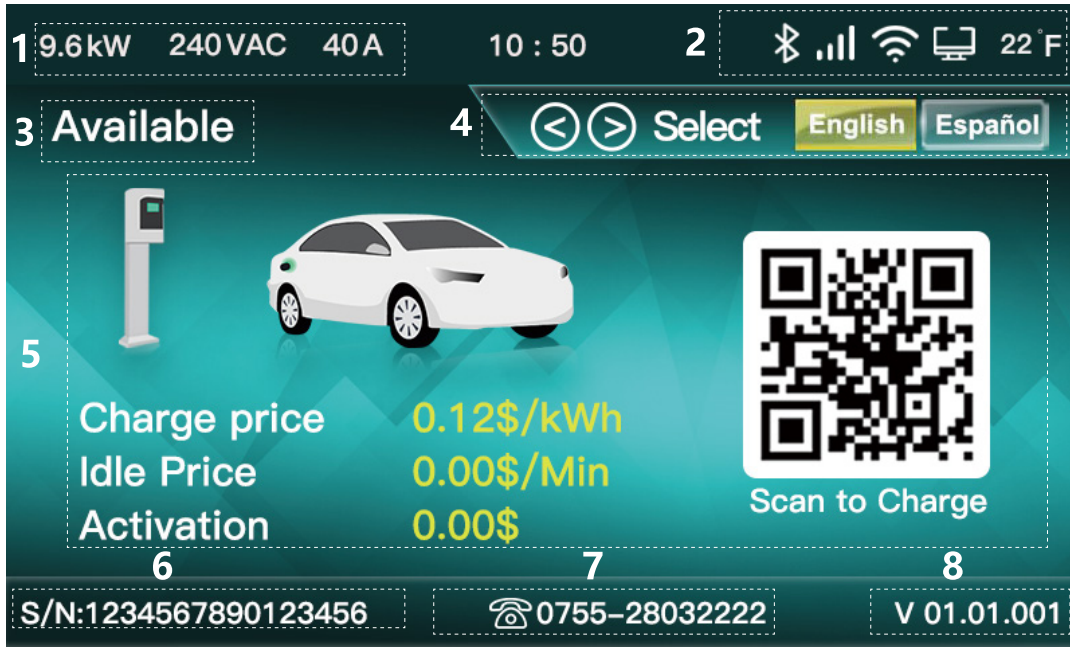 1 9.6kW 240VAC 40A 10:50 2 22°F
3 Available 4 < > Select English Español
5
Charge price 0.12$/kWh
Idle Price 0.00$/Min
Activation 0.00$
Scan to Charge
6 7 8
S/N:1234567890123456 0755-28032222 V 01.01.001